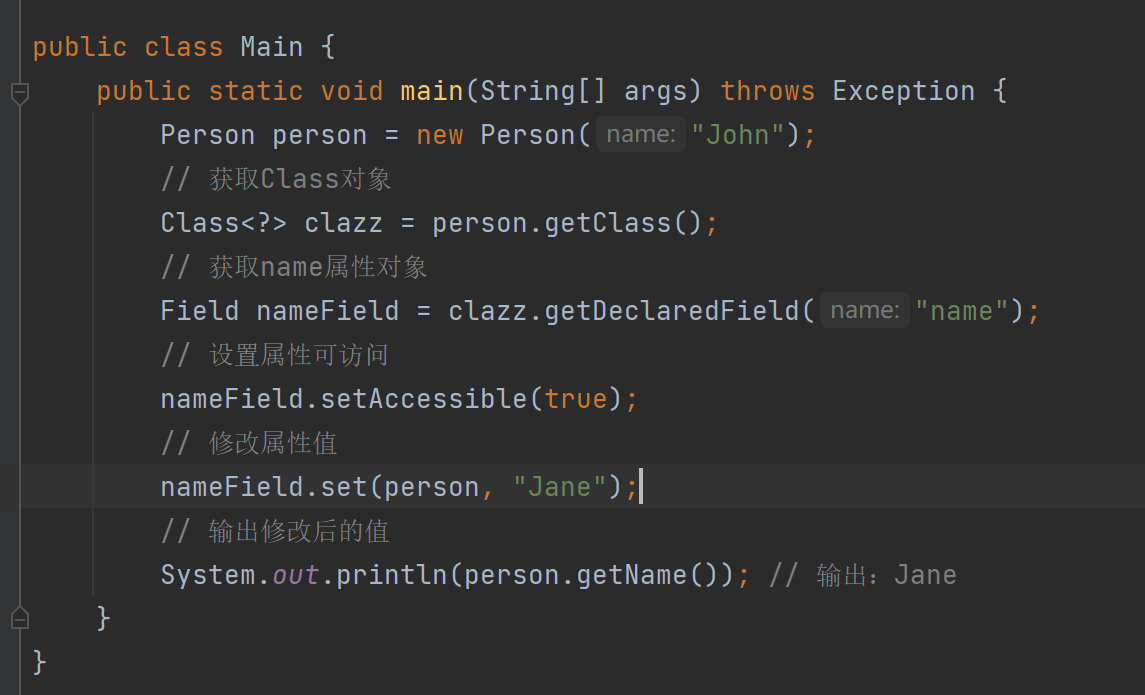 public class Main {
    public static void main(String[] args) throws Exception {
        Person person = new Person( name: "John");
        // 获取Class对象
        Class<?> clazz = person.getClass();
        // 获取name属性对象
        Field nameField = clazz.getDeclaredField( name: "name");
        // 设置属性可访问
        nameField.setAccessible(true);
        // 修改属性值
        nameField.set(person, "Jane");
        // 输出修改后的值
        System.out.println(person.getName()); // 输出：Jane
    }
}